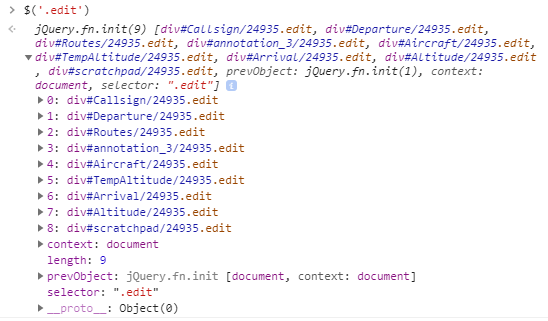 > $('.edit')
jQuery.fn.init(9) [div#Callsign/24935.edit, div#Departure/24935.edit,
div#Routes/24935.edit, div#annotation_3/24935.edit, div#Aircraft/24935.edit,
▼div#TempAltitude/24935.edit, div#Arrival/24935.edit, div#Altitude/24935.edit
, div#scratchpad/24935.edit, prevObject: jQuery.fn.init(1), context:
document, selector: ".edit"] i
▶ 0: div#Callsign/24935.edit
▶ 1: div#Departure/24935.edit
▶ 2: div#Routes/24935.edit
▶ 3: div#annotation_3/24935.edit
▶ 4: div#Aircraft/24935.edit
▶ 5: div#TempAltitude/24935.edit
▶ 6: div#Arrival/24935.edit
▶ 7: div#Altitude/24935.edit
▶ 8: div#scratchpad/24935.edit
▶ context: document
length: 9
▶ prevObject: jQuery.fn.init [document, context: document]
selector: ".edit"
▶ __proto__: Object(0)